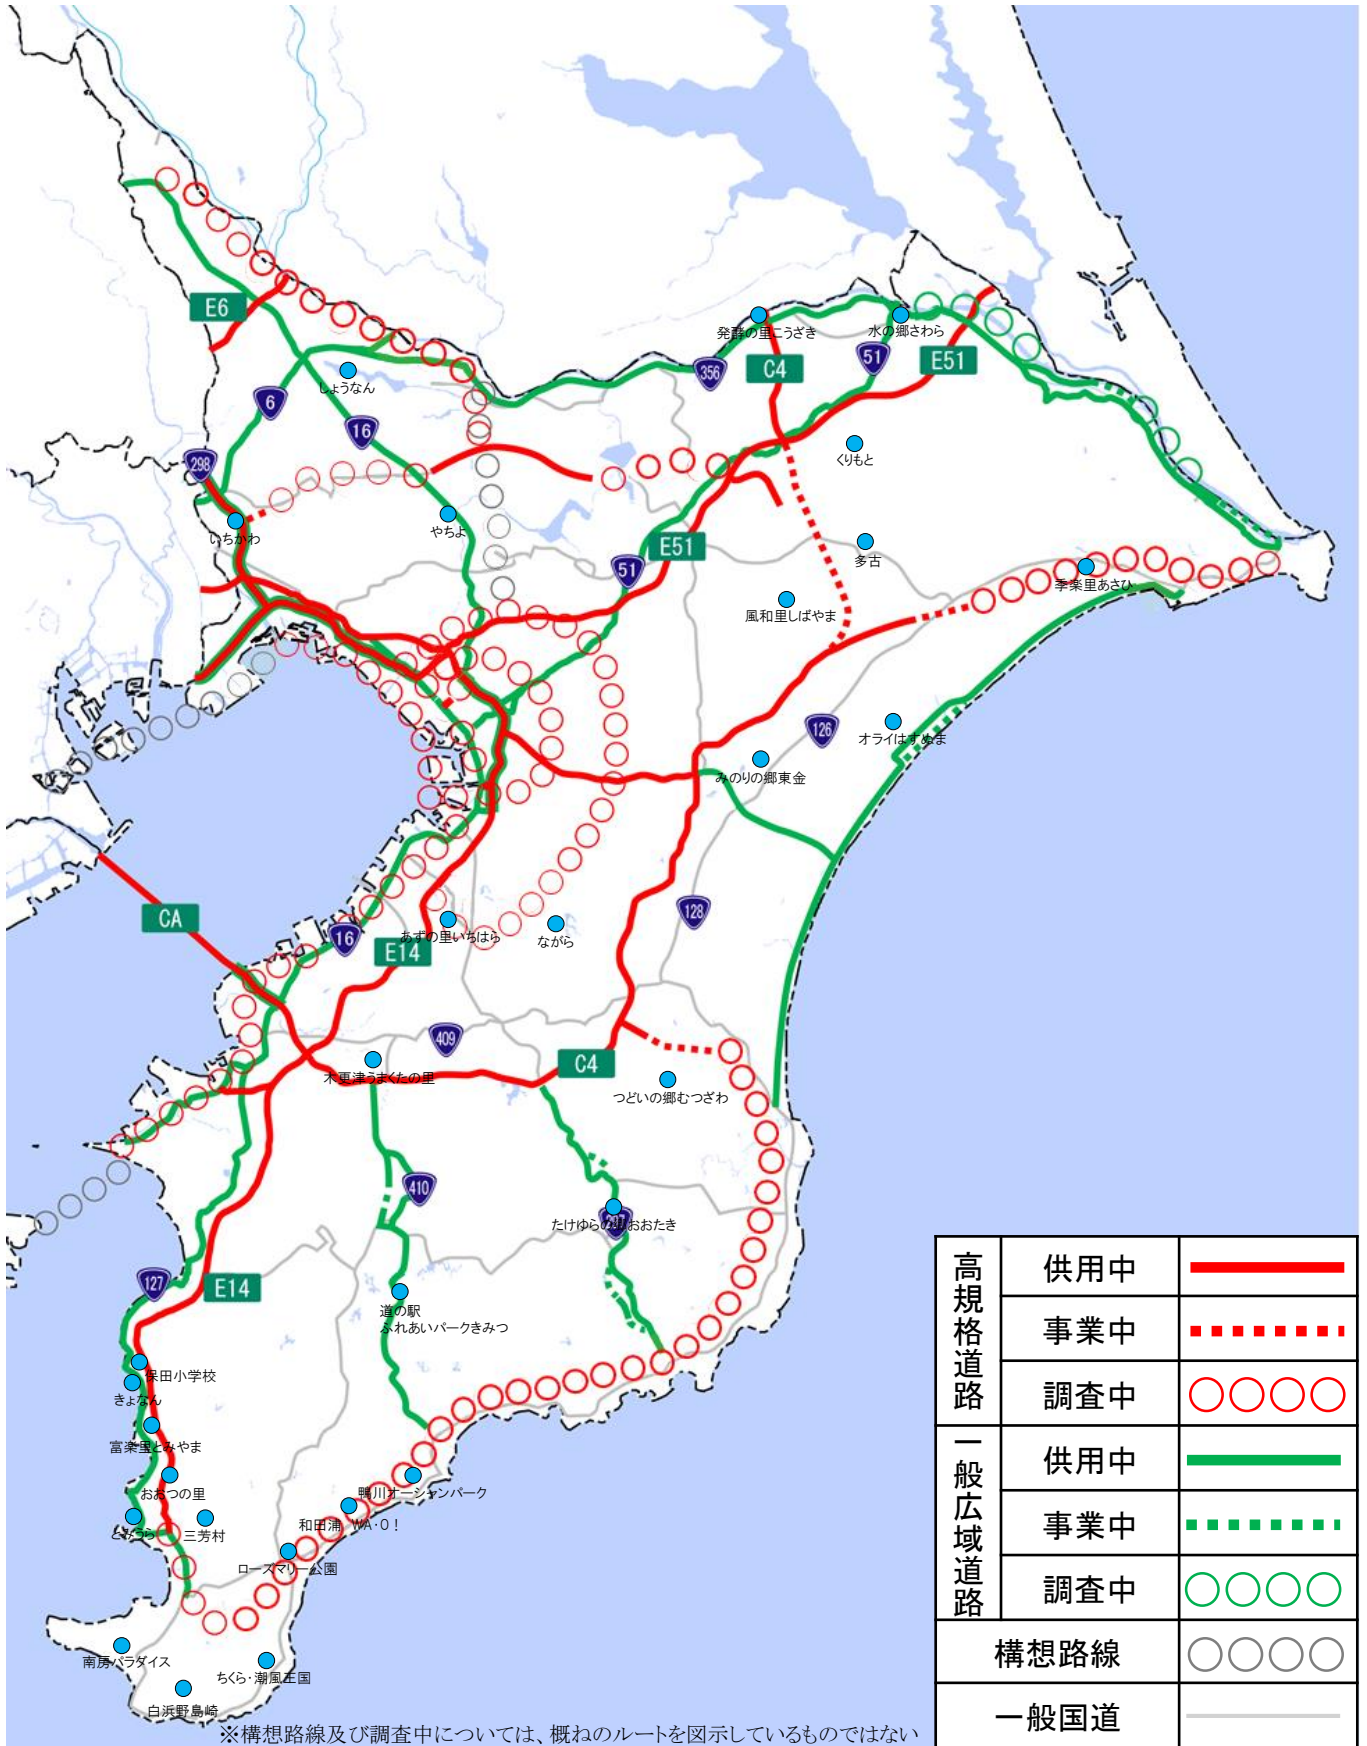 E6
発酵の里こうざき
水の郷さわら
356
C4
51
E51
しょうなん
6
16
くりもと
298
いちかわ
やちよ
51
E51
多古
季楽里あさひ
風和里しばやま
126
オライはすぬま
みのりの郷東金
CA
128
16
あずの里いちはら
ながら
E14
409
木更津うまくたの里
C4
つどいの郷むつざわ
410
たけゆらの郷おおたき
297
127
E14
道の駅
ふれあいパークきみつ
保田小学校
きょなん
富楽里とみやま
おおつの里
鴨川オーシャンパーク
とみうら
三芳村
和田浦 WA・O！
ローズマリー公園
南房パラダイス
ちくら・潮風王国
白浜野島崎
高規格道路
供用中
事業中
調査中
一般広域道路
供用中
事業中
調査中
構想路線
一般国道
※構想路線及び調査中については、概ねのルートを図示しているものではない